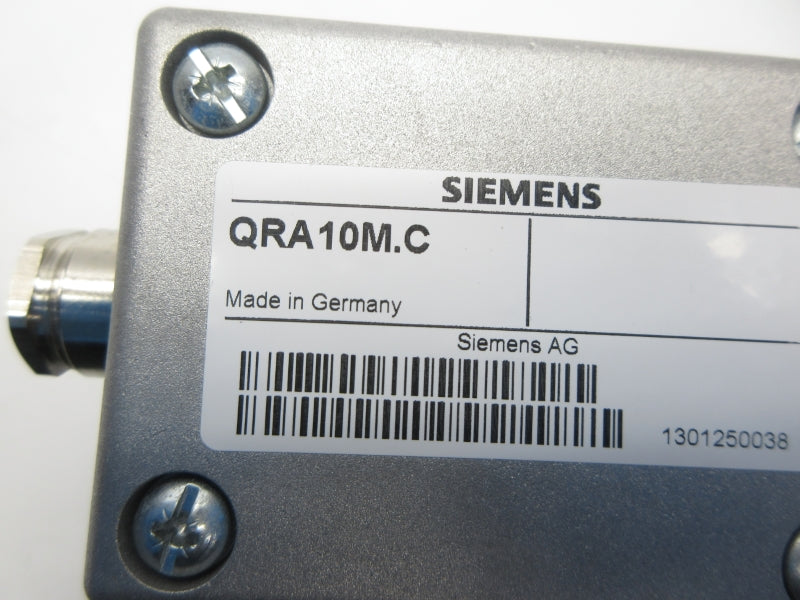 SIEMENS
QRA10M.C
Made in Germany
Siemens AG
1301250038